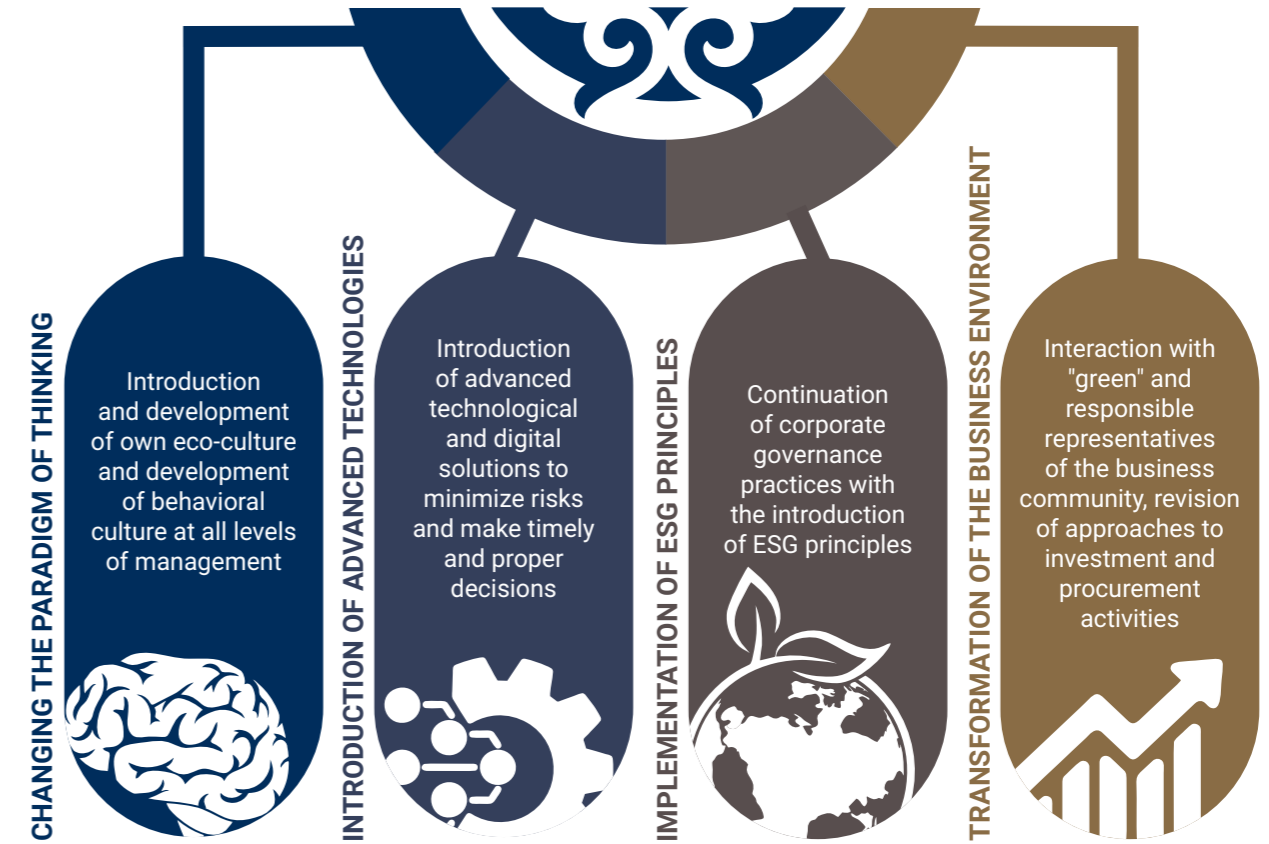 CHANGING THE PARADIGM OF THINKING
Introduction
and development
of own eco-culture
and development
of behavioral
culture at all levels
of management
INTRODUCTION OF ADVANCED TECHNOLOGIES
Introduction
of advanced
technological
and digital
solutions to
minimize risks
and make timely
and proper
decisions
IMPLEMENTATION OF ESG PRINCIPLES
Continuation
of corporate
governance
practices with
the introduction
of ESG principles
TRANSFORMATION OF THE BUSINESS ENVIRONMENT
Interaction with
"green" and
responsible
representatives
of the business
community, revision
of approaches to
investment and
procurement
activities